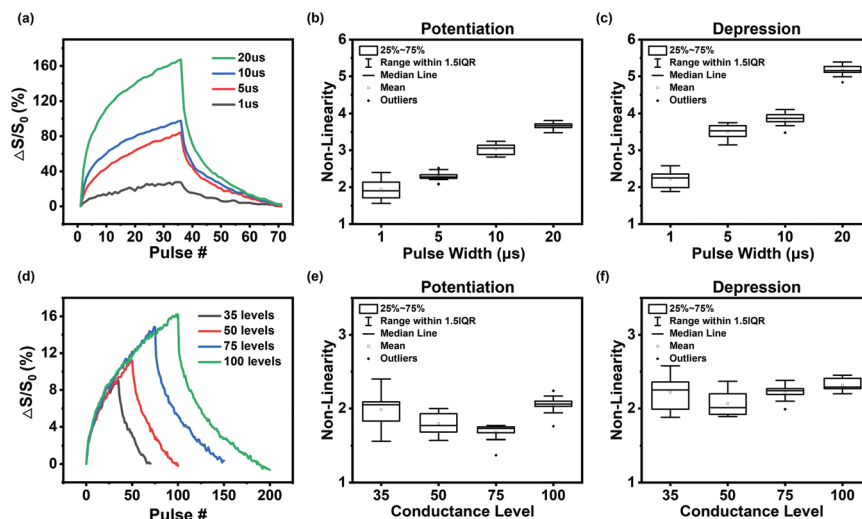 (a)
160
120
80
40
0
ΔS/S₀ (%)
20us
10us
5us
1us
0 10 20 30 40 50 60 70
Pulse #
(b)
Potentiation
6
5
4
3
2
1
Non-Linearity
25%~75%
Range within 1.5IQR
Median Line
Mean
Outliers
1 5 10 20
Pulse Width (μs)
(c)
Depression
6
5
4
3
2
1
Non-Linearity
25%~75%
Range within 1.5IQR
Median Line
Mean
Outliers
1 5 10 20
Pulse Width (μs)
(d)
16
12
8
4
0
ΔS/S₀ (%)
35 levels
50 levels
75 levels
100 levels
0 50 100 150 200
Pulse #
(e)
Potentiation
3
2
1
Non-Linearity
25%~75%
Range within 1.5IQR
Median Line
Mean
Outliers
35 50 75 100
Conductance Level
(f)
Depression
3
2
1
Non-Linearity
25%~75%
Range within 1.5IQR
Median Line
Mean
Outliers
35 50 75 100
Conductance Level